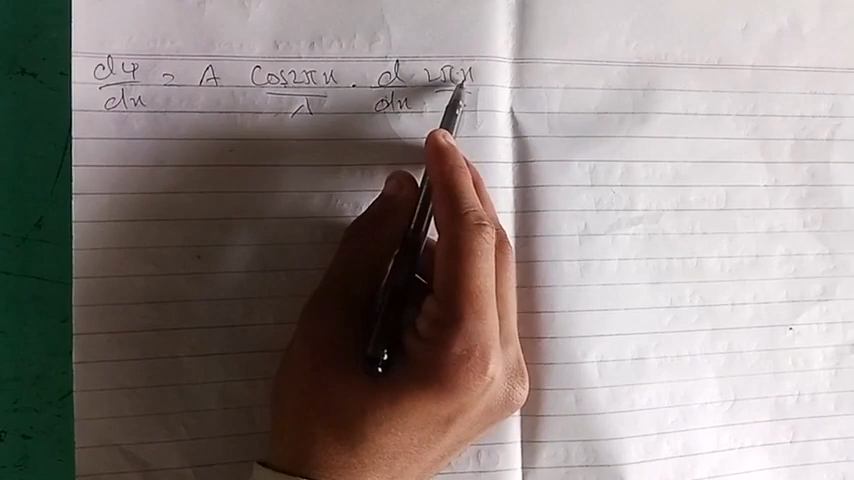 dψ/dx = A Cos2πx/λ . d/dx 2πx